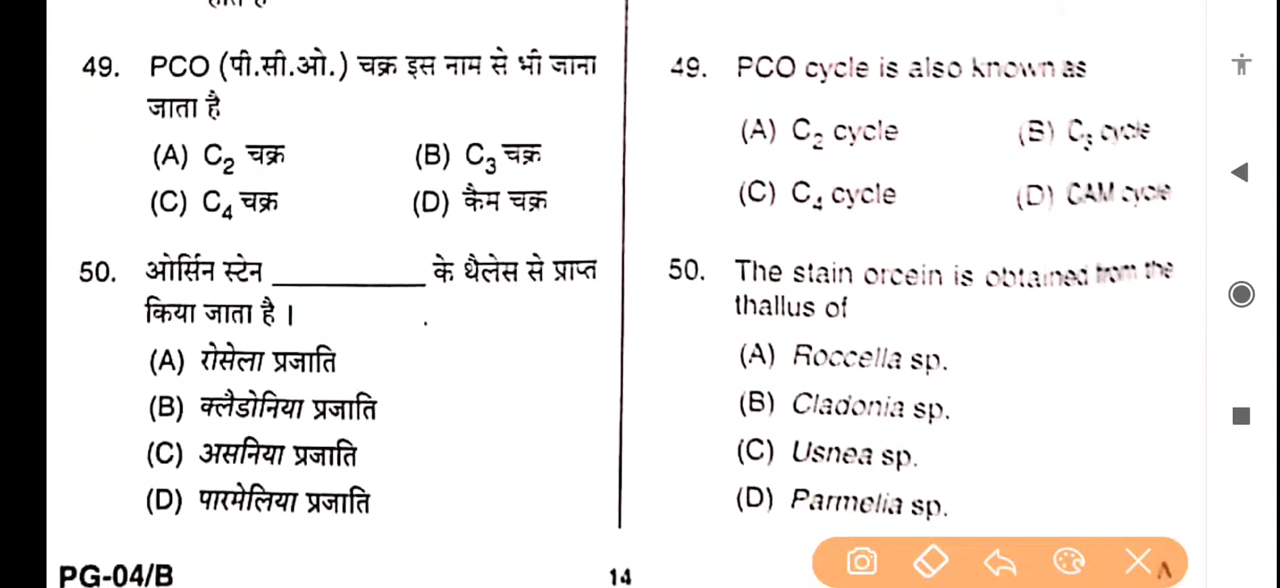 49. PCO (पी.सी.ओ.) चक्र इस नाम से भी जाना
जाता है
(A) C₂ चक्र (B) C₃ चक्र
(C) C₄ चक्र (D) कैम चक्र
50. ओर्सिन स्टेन __________ के थैलेस से प्राप्त
किया जाता है ।
(A) रोसेला प्रजाति
(B) क्लैडोनिया प्रजाति
(C) असनिया प्रजाति
(D) पारमेलिया प्रजाति
49. PCO cycle is also known as
(A) C₂ cycle (B) C₃ cycle
(C) C₄ cycle (D) CAM cycle
50. The stain orcein is obtained from the
thallus of
(A) Roccella sp.
(B) Cladonia sp.
(C) Usnea sp.
(D) Parmelia sp.
PG-04/B 14